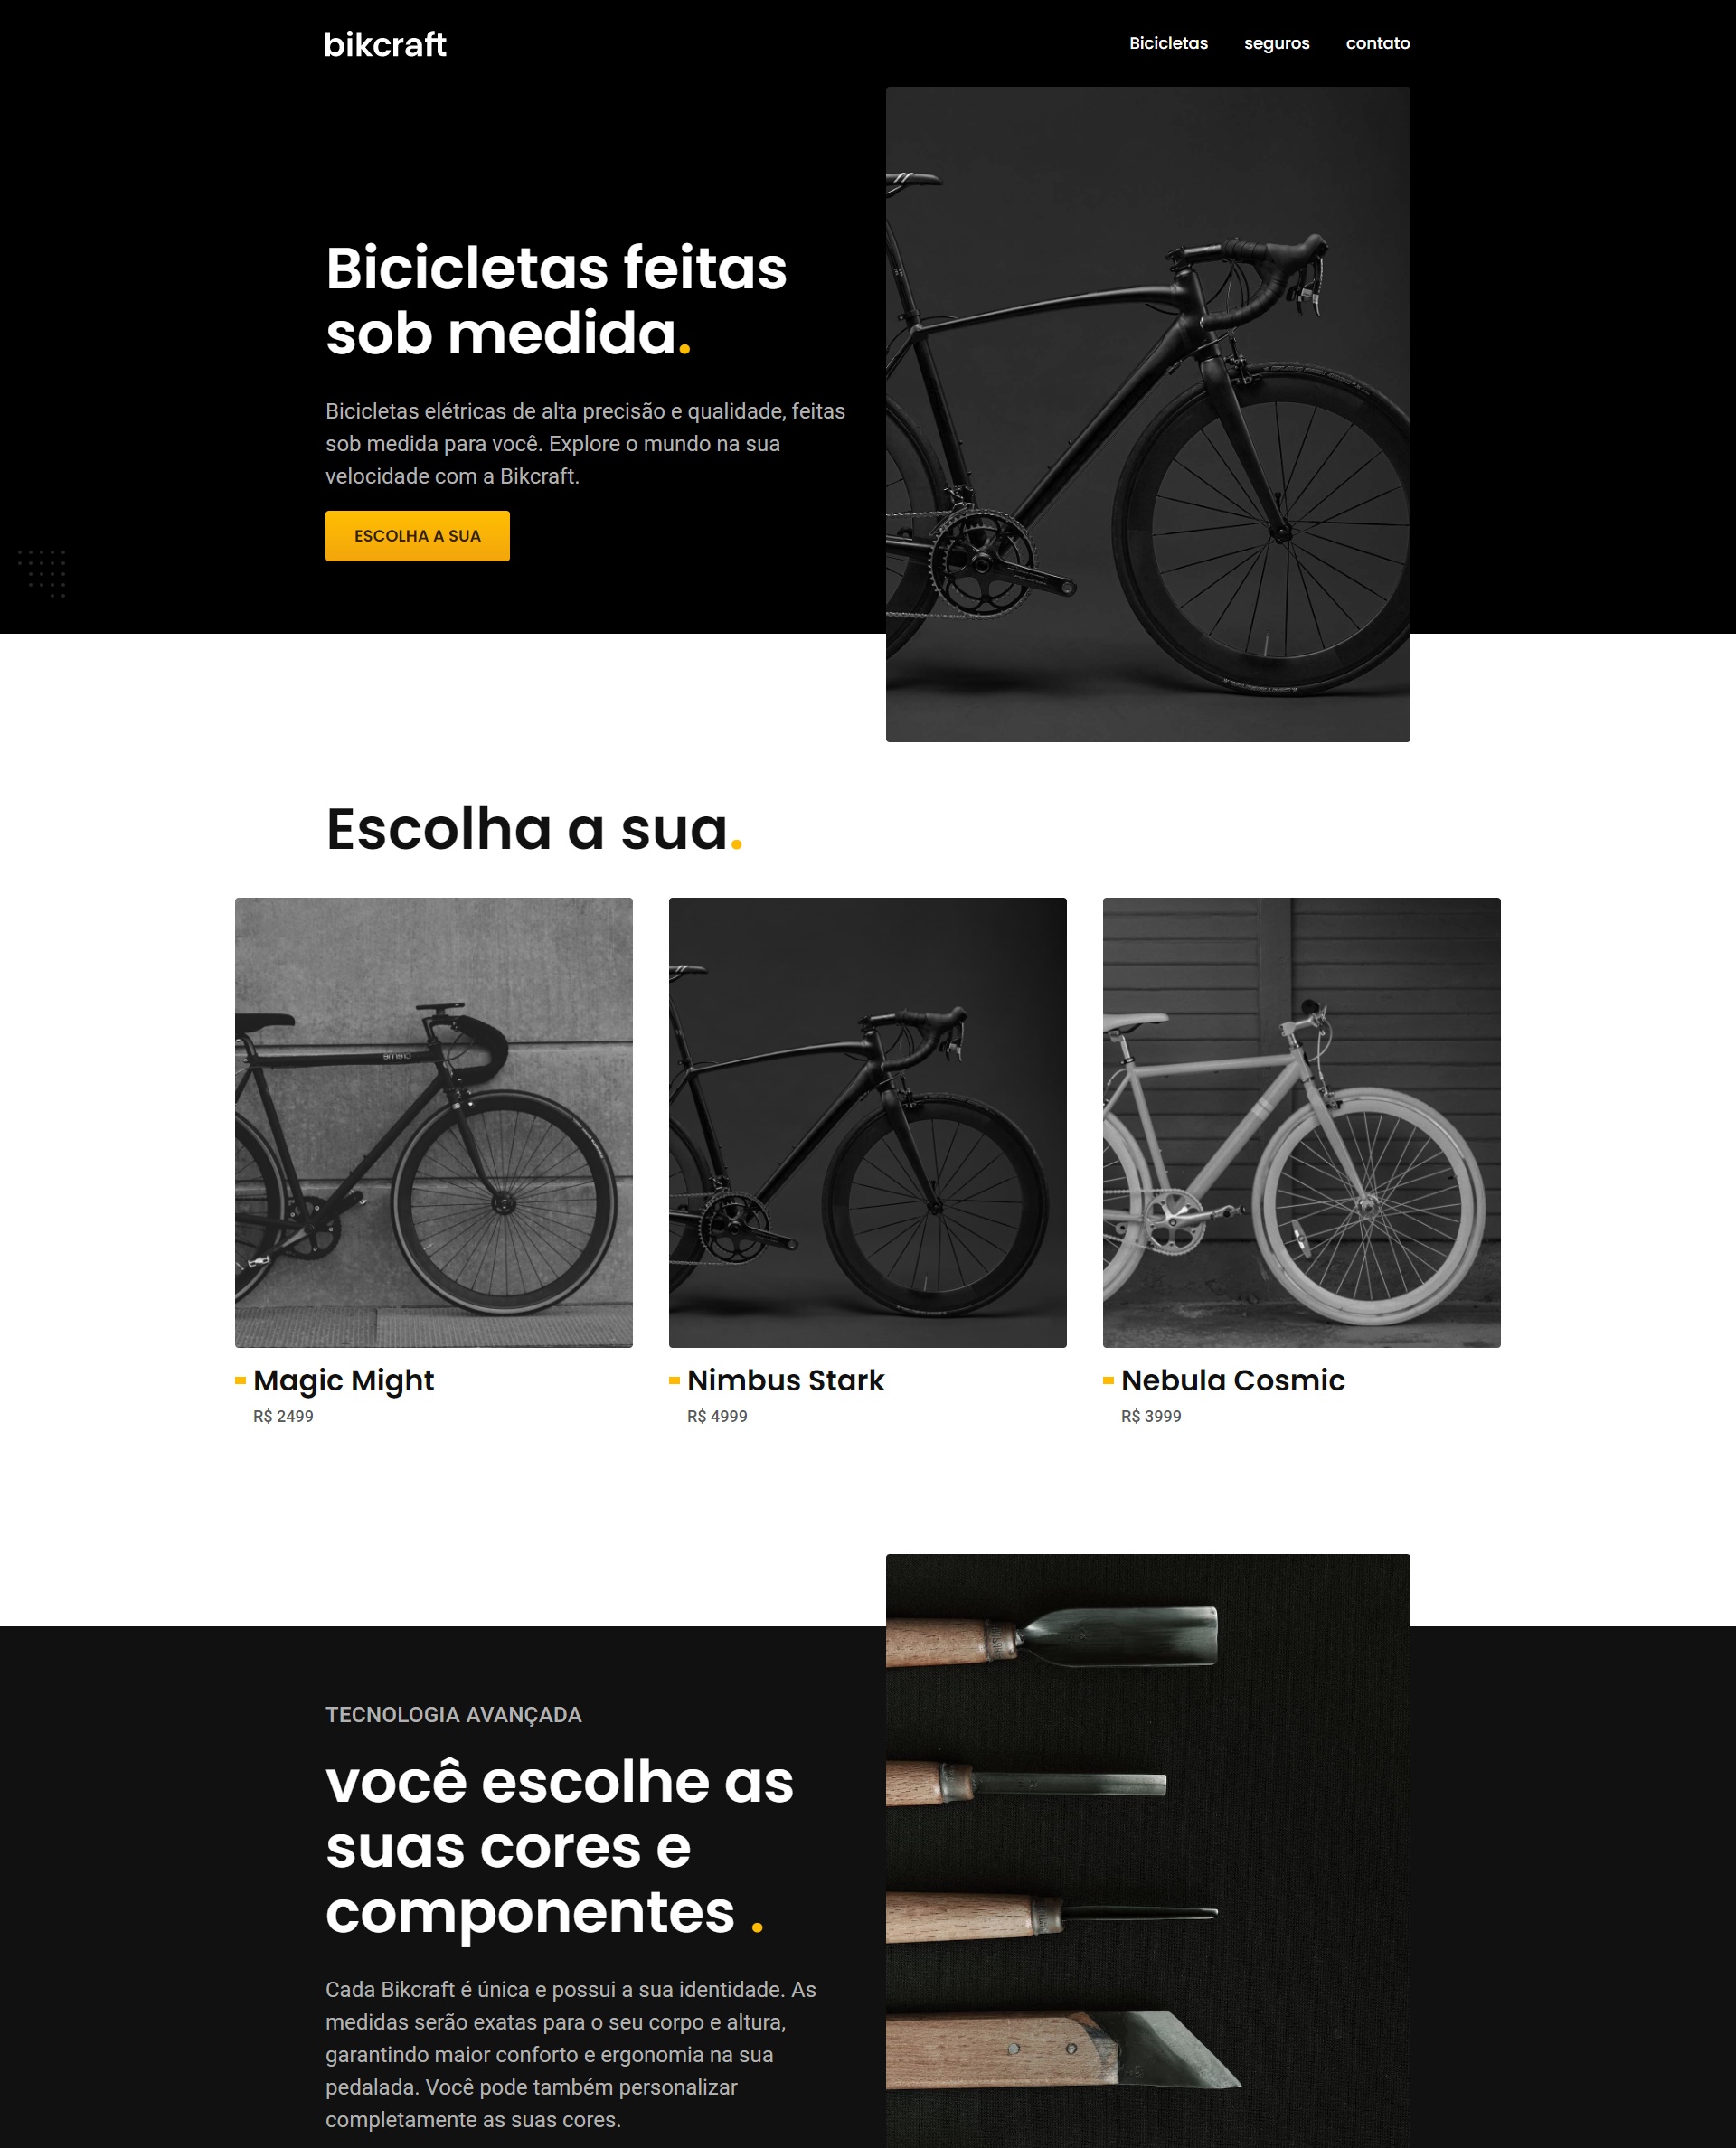 bikcraft
Bicicletas seguros contato
Bicicletas feitas
sob medida.
Bicicletas elétricas de alta precisão e qualidade, feitas
sob medida para você. Explore o mundo na sua
velocidade com a Bikcraft.
ESCOLHA A SUA
Escolha a sua.
Magic Might
R$ 2499
Nimbus Stark
R$ 4999
Nebula Cosmic
R$ 3999
TECNOLOGIA AVANÇADA
você escolhe as
suas cores e
componentes .
Cada Bikcraft é única e possui a sua identidade. As
medidas serão exatas para o seu corpo e altura,
garantindo maior conforto e ergonomia na sua
pedalada. Você pode também personalizar
completamente as suas cores.